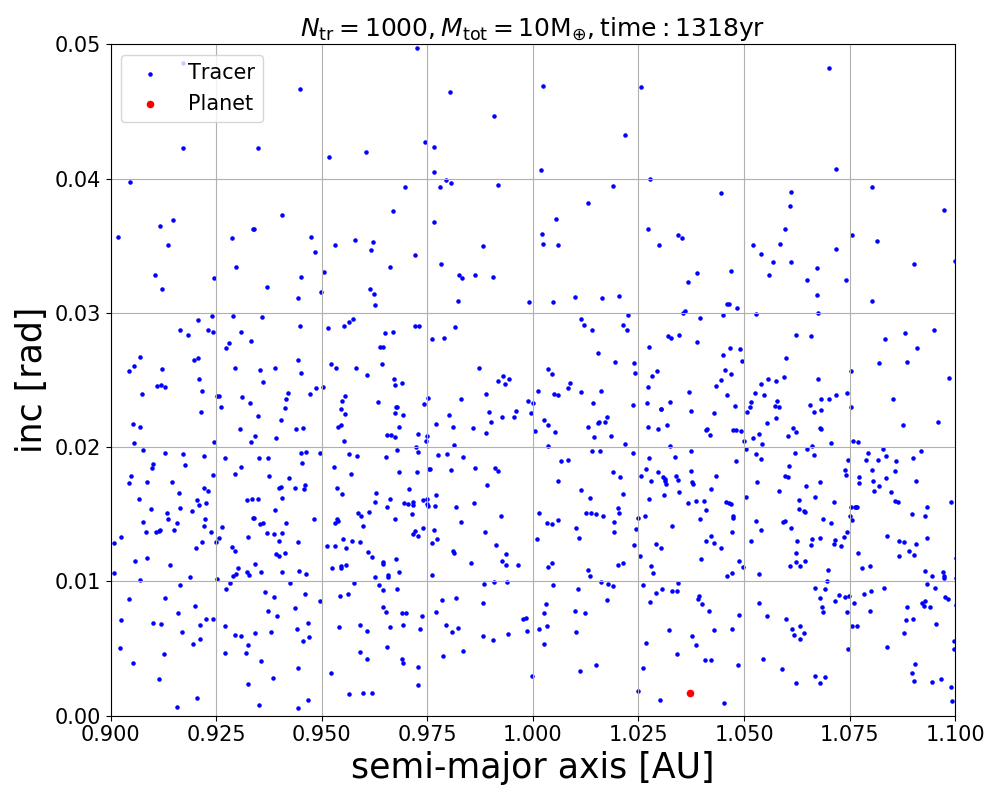 N_tr = 1000, M_tot = 10M_⊕, time : 1318yr
Tracer
Planet
inc [rad]
0.05
0.04
0.03
0.02
0.01
0.00
0.900 0.925 0.950 0.975 1.000 1.025 1.050 1.075 1.100
semi-major axis [AU]